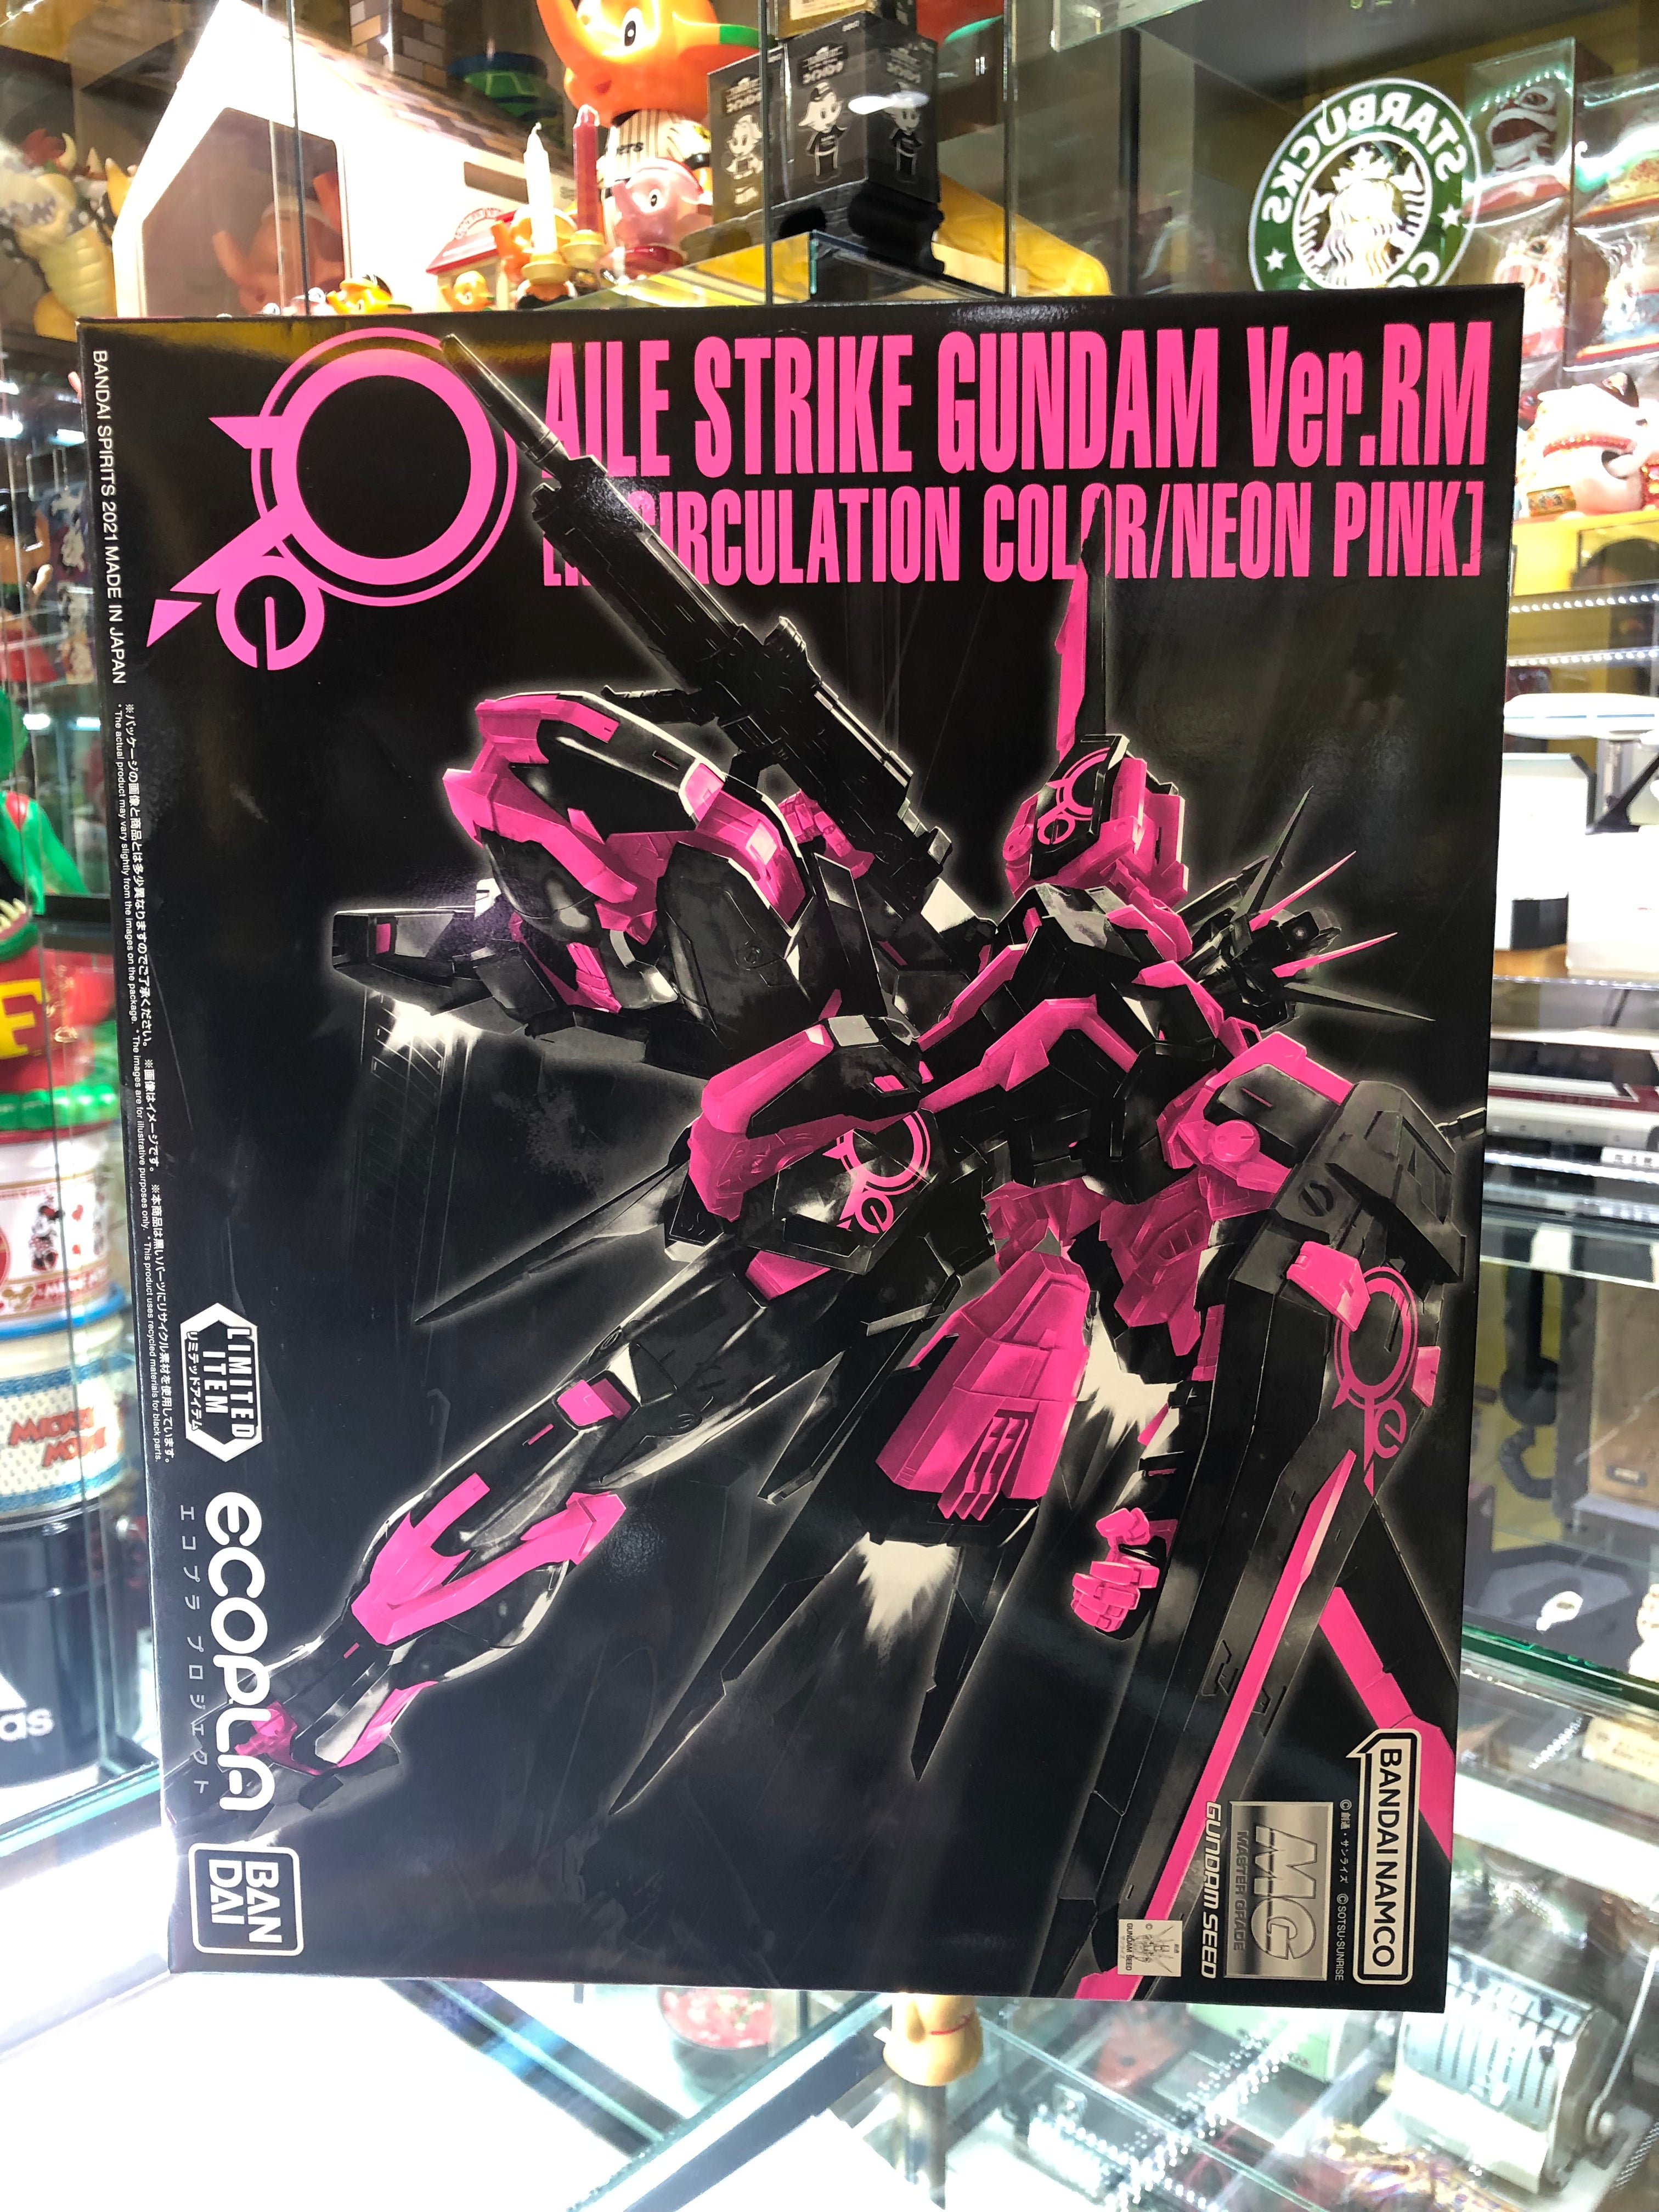 AILE STRIKE GUNDAM Ver.RM
CIRCULATION COLOR/NEON PINK]
e
BANDAI SPIRITS 2021 MADE IN JAPAN
※パッケージの画像と商品とは多少異なりますのでご了承ください。 ※画像はイメージです。 ※本商品は黒いパーツにリサイクル素材を使用しています。
*The actual product may vary slightly from the images on the package. *The images are for illustrative purposes only. *This product uses recycled materials for black parts.
LIMITED
ITEM
リミテッドアイテム
ecopla
エコプラ プロジェクト
BAN
DAI
BANDAI NAMCO
©創通・サンライズ ©SOTSU・SUNRISE
MG
MASTER GRADE
GUNDAM SEED
GUNDAM SEED
e
e
e
STARBUCKS
MICKEY
MOUSE
as
F